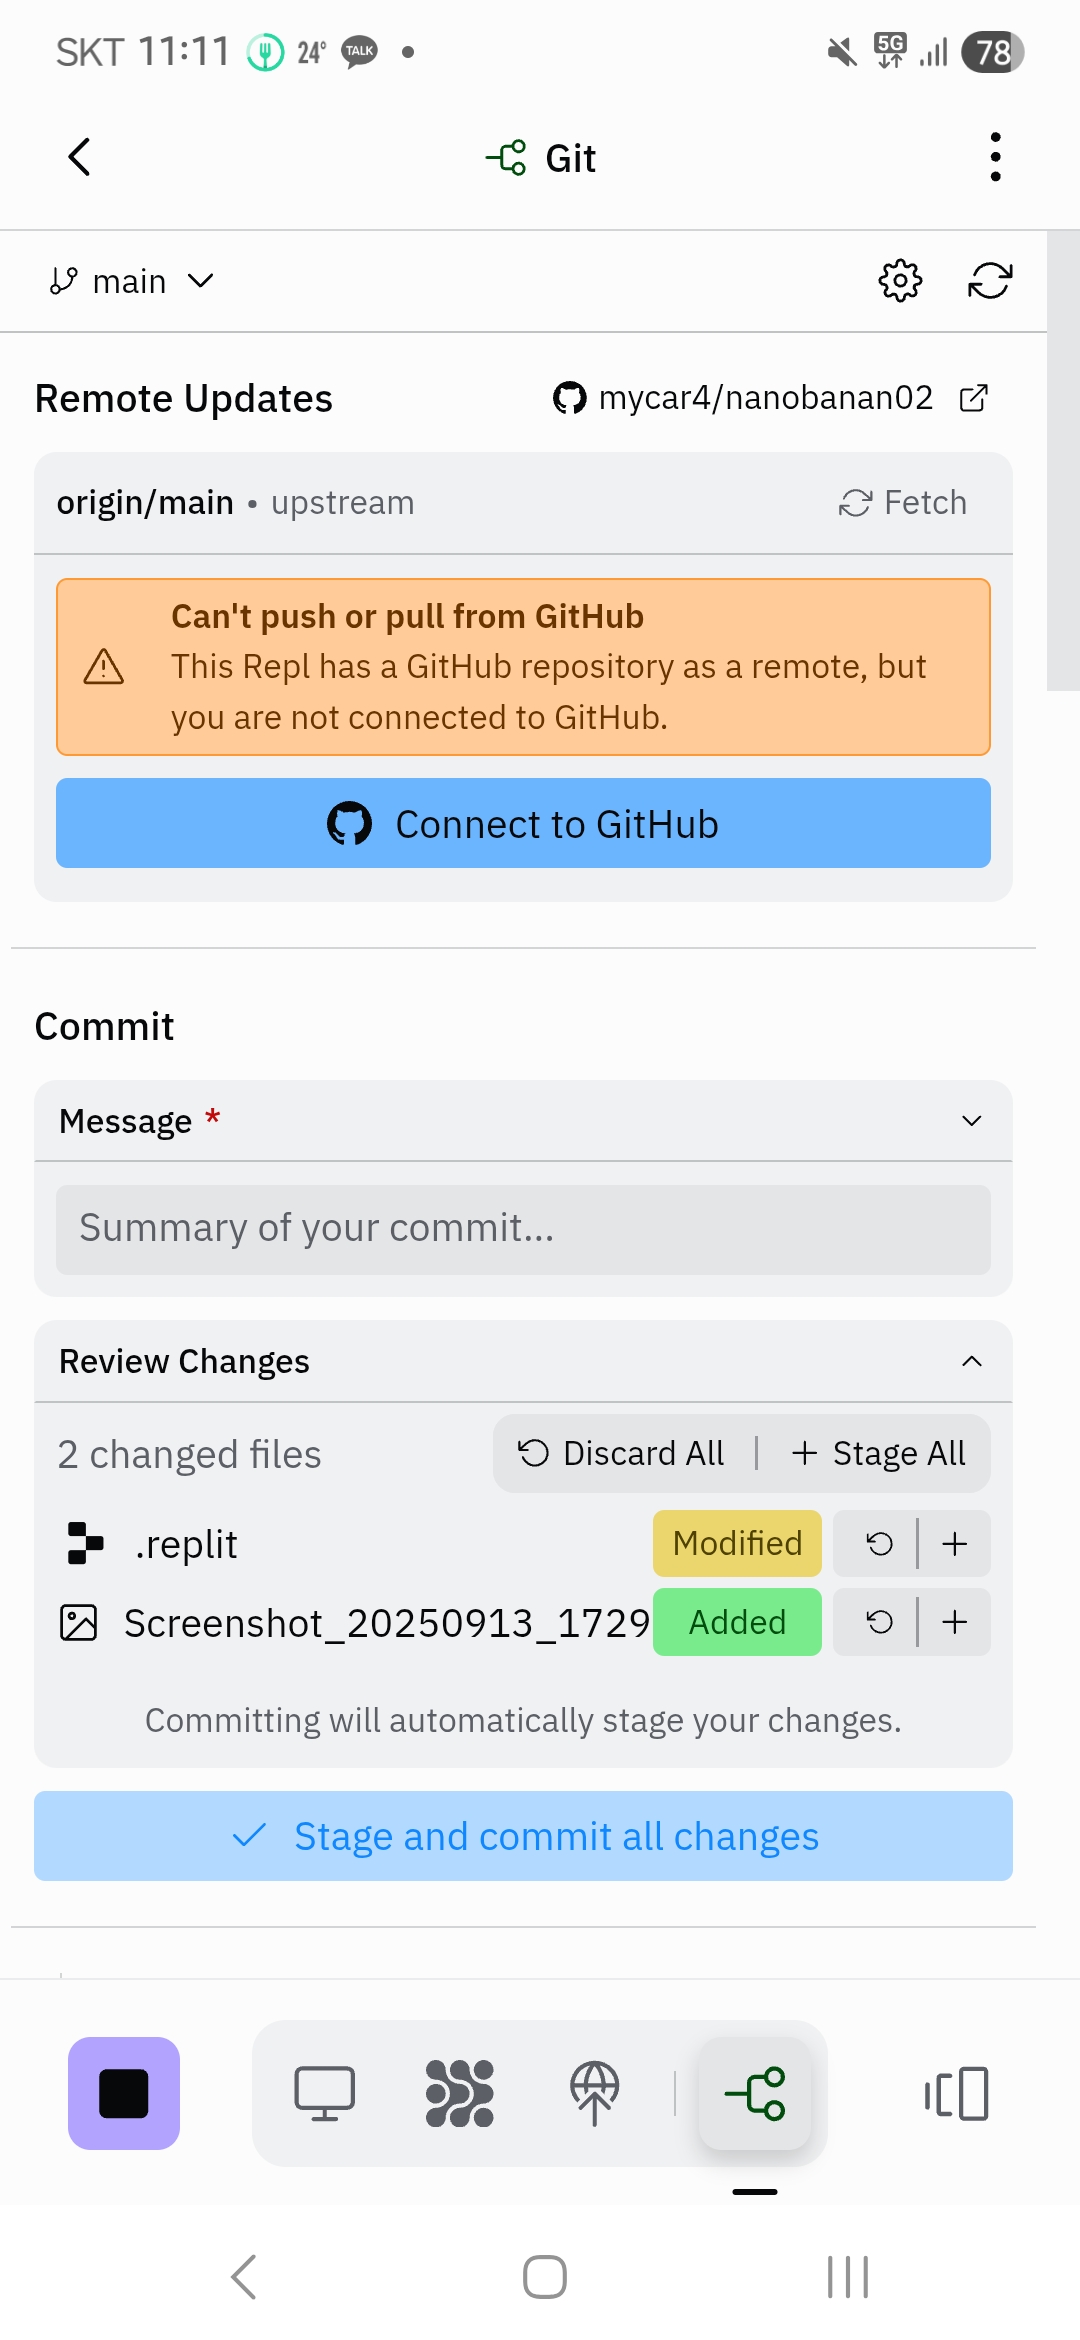 SKT 11:11 24° TALK 5G 78
Git
main
Remote Updates mycar4/nanobanan02
origin/main • upstream Fetch
Can't push or pull from GitHub
This Repl has a GitHub repository as a remote, but
you are not connected to GitHub.
Connect to GitHub
Commit
Message *
Summary of your commit...
Review Changes
2 changed files Discard All Stage All
.replit Modified
Screenshot_20250913_1729 Added
Committing will automatically stage your changes.
Stage and commit all changes